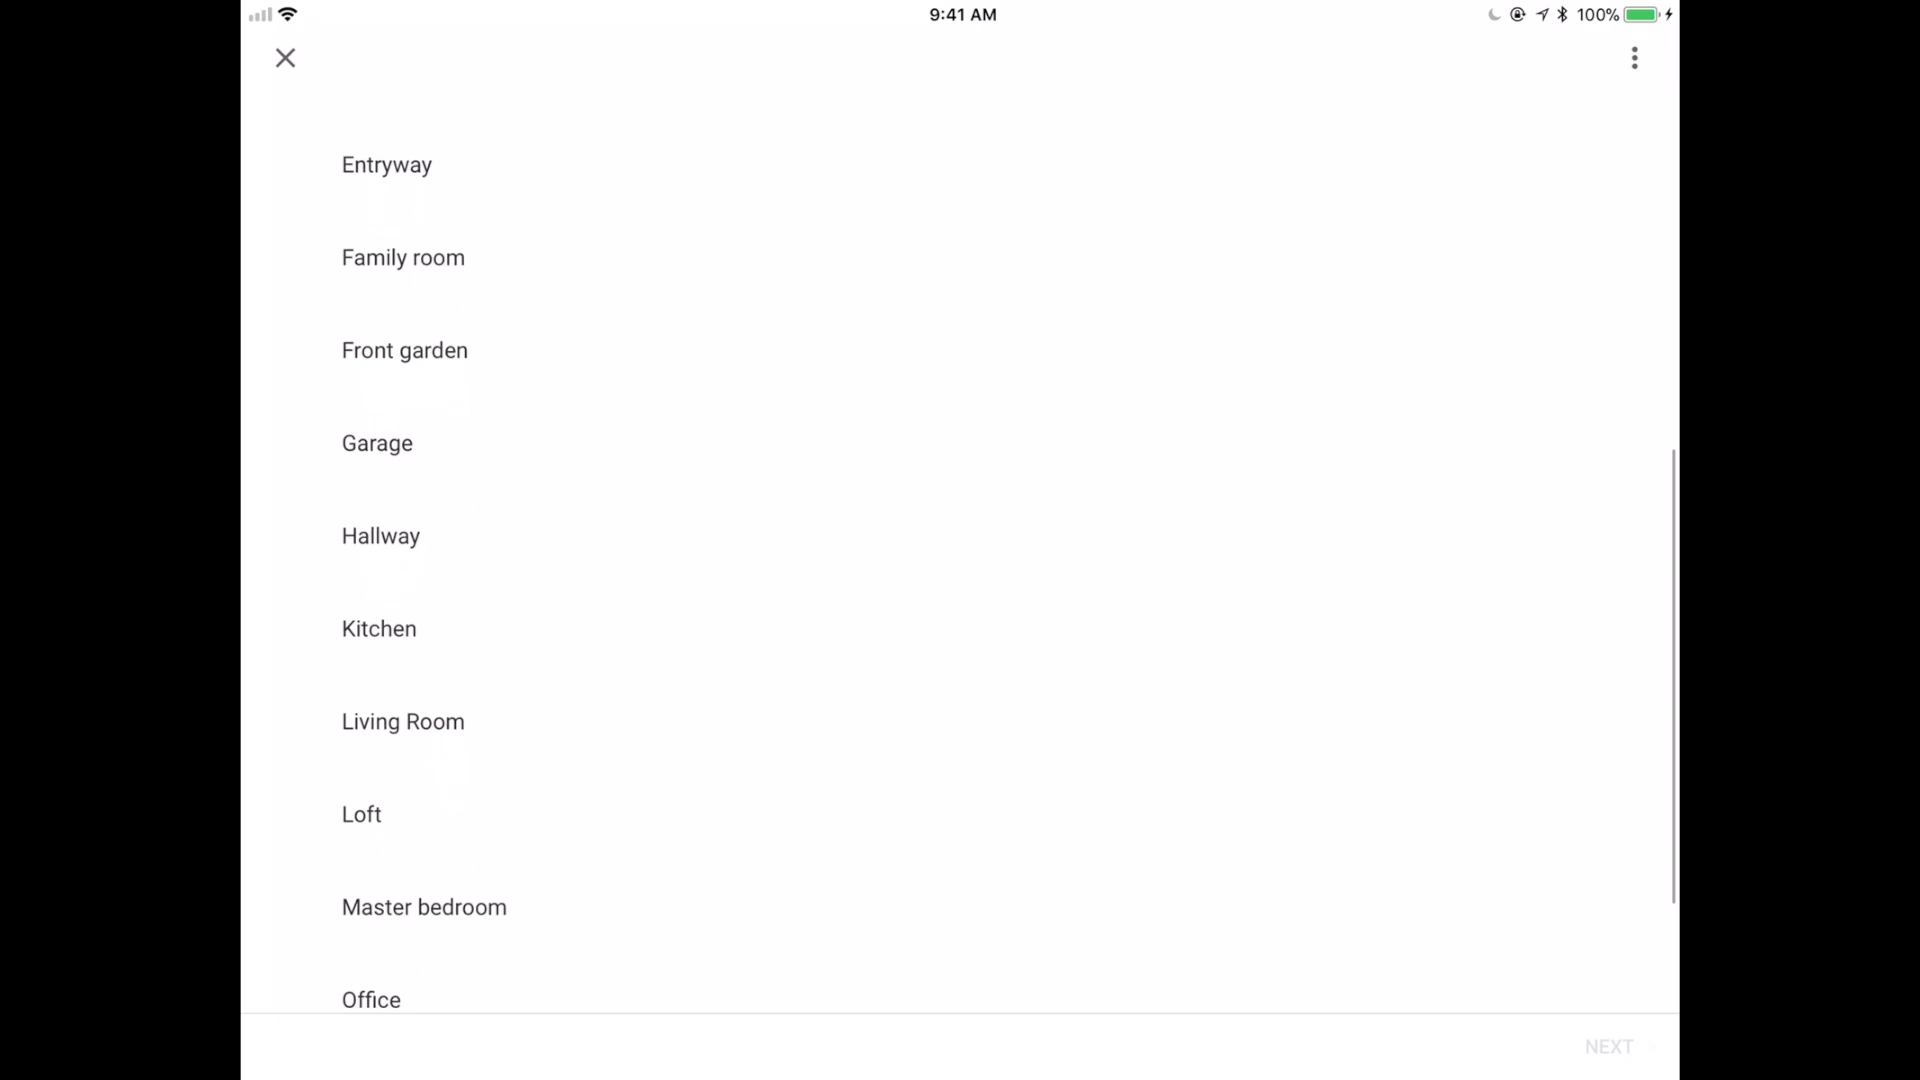 9:41 AM
100%
Entryway
Family room
Front garden
Garage
Hallway
Kitchen
Living Room
Loft
Master bedroom
Office
NEXT